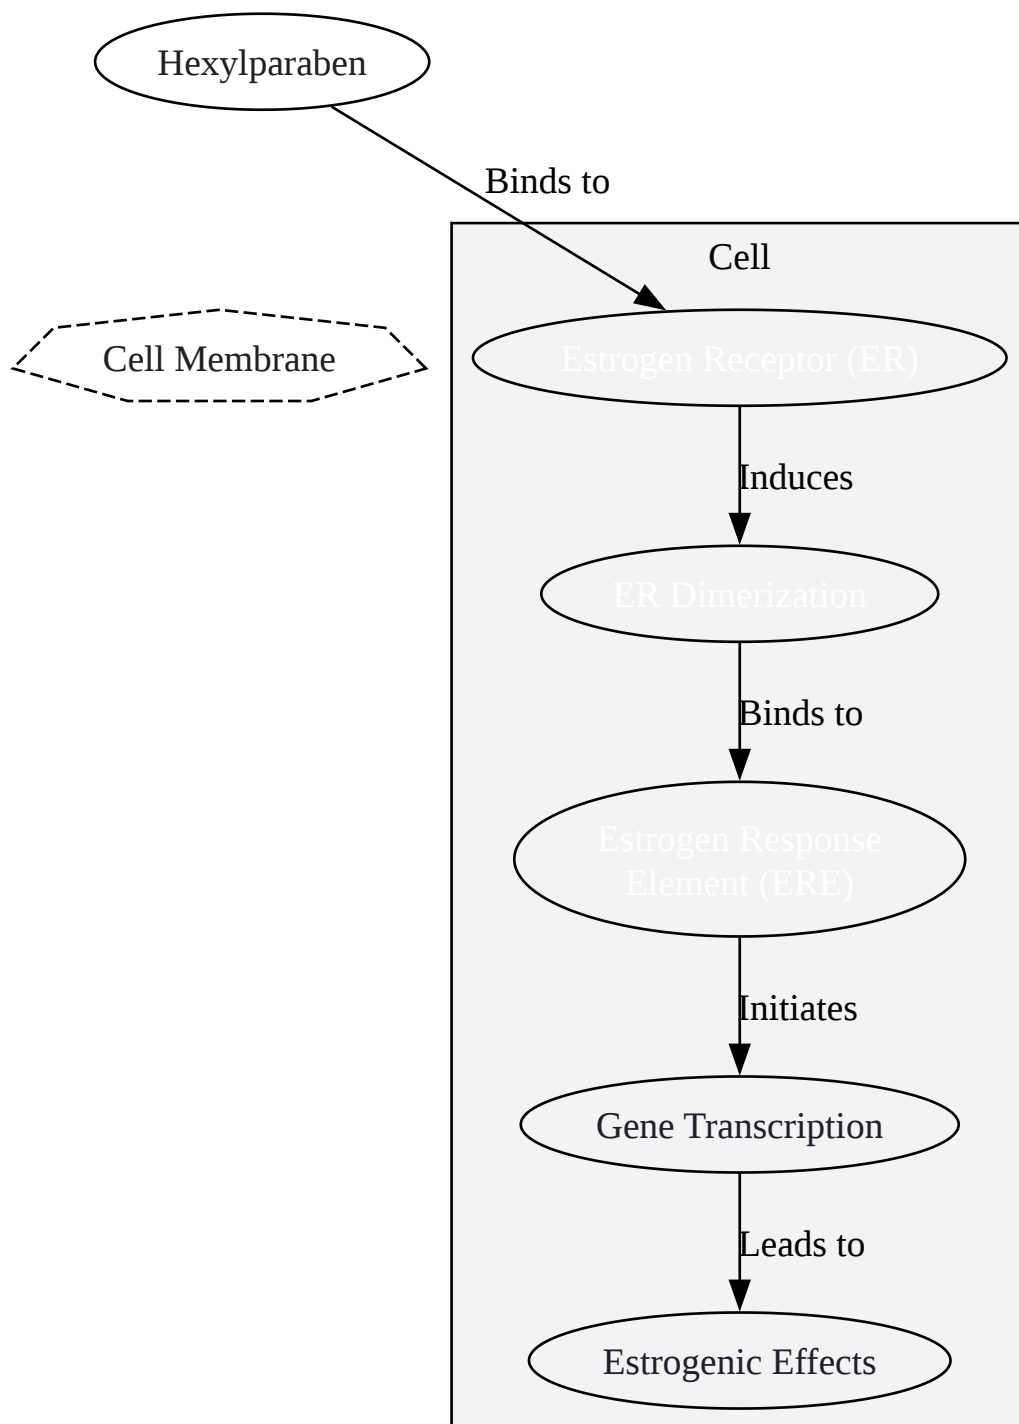 Hexylparaben
Binds to
Cell
Cell Membrane
Estrogen Receptor (ER)
Induces
ER Dimerization
Binds to
Estrogen Response
Element (ERE)
Initiates
Gene Transcription
Leads to
Estrogenic Effects